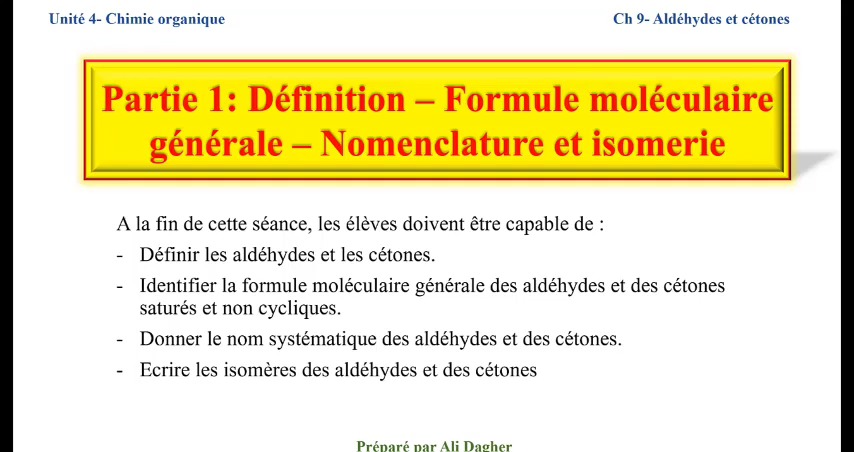 Unité 4- Chimie organique
Ch 9- Aldéhydes et cétones
Partie 1: Définition – Formule moléculaire
générale – Nomenclature et isomerie
A la fin de cette séance, les élèves doivent être capable de :
- Définir les aldéhydes et les cétones.
- Identifier la formule moléculaire générale des aldéhydes et des cétones
saturés et non cycliques.
- Donner le nom systématique des aldéhydes et des cétones.
- Ecrire les isomères des aldéhydes et des cétones
Préparé par Ali Dagher